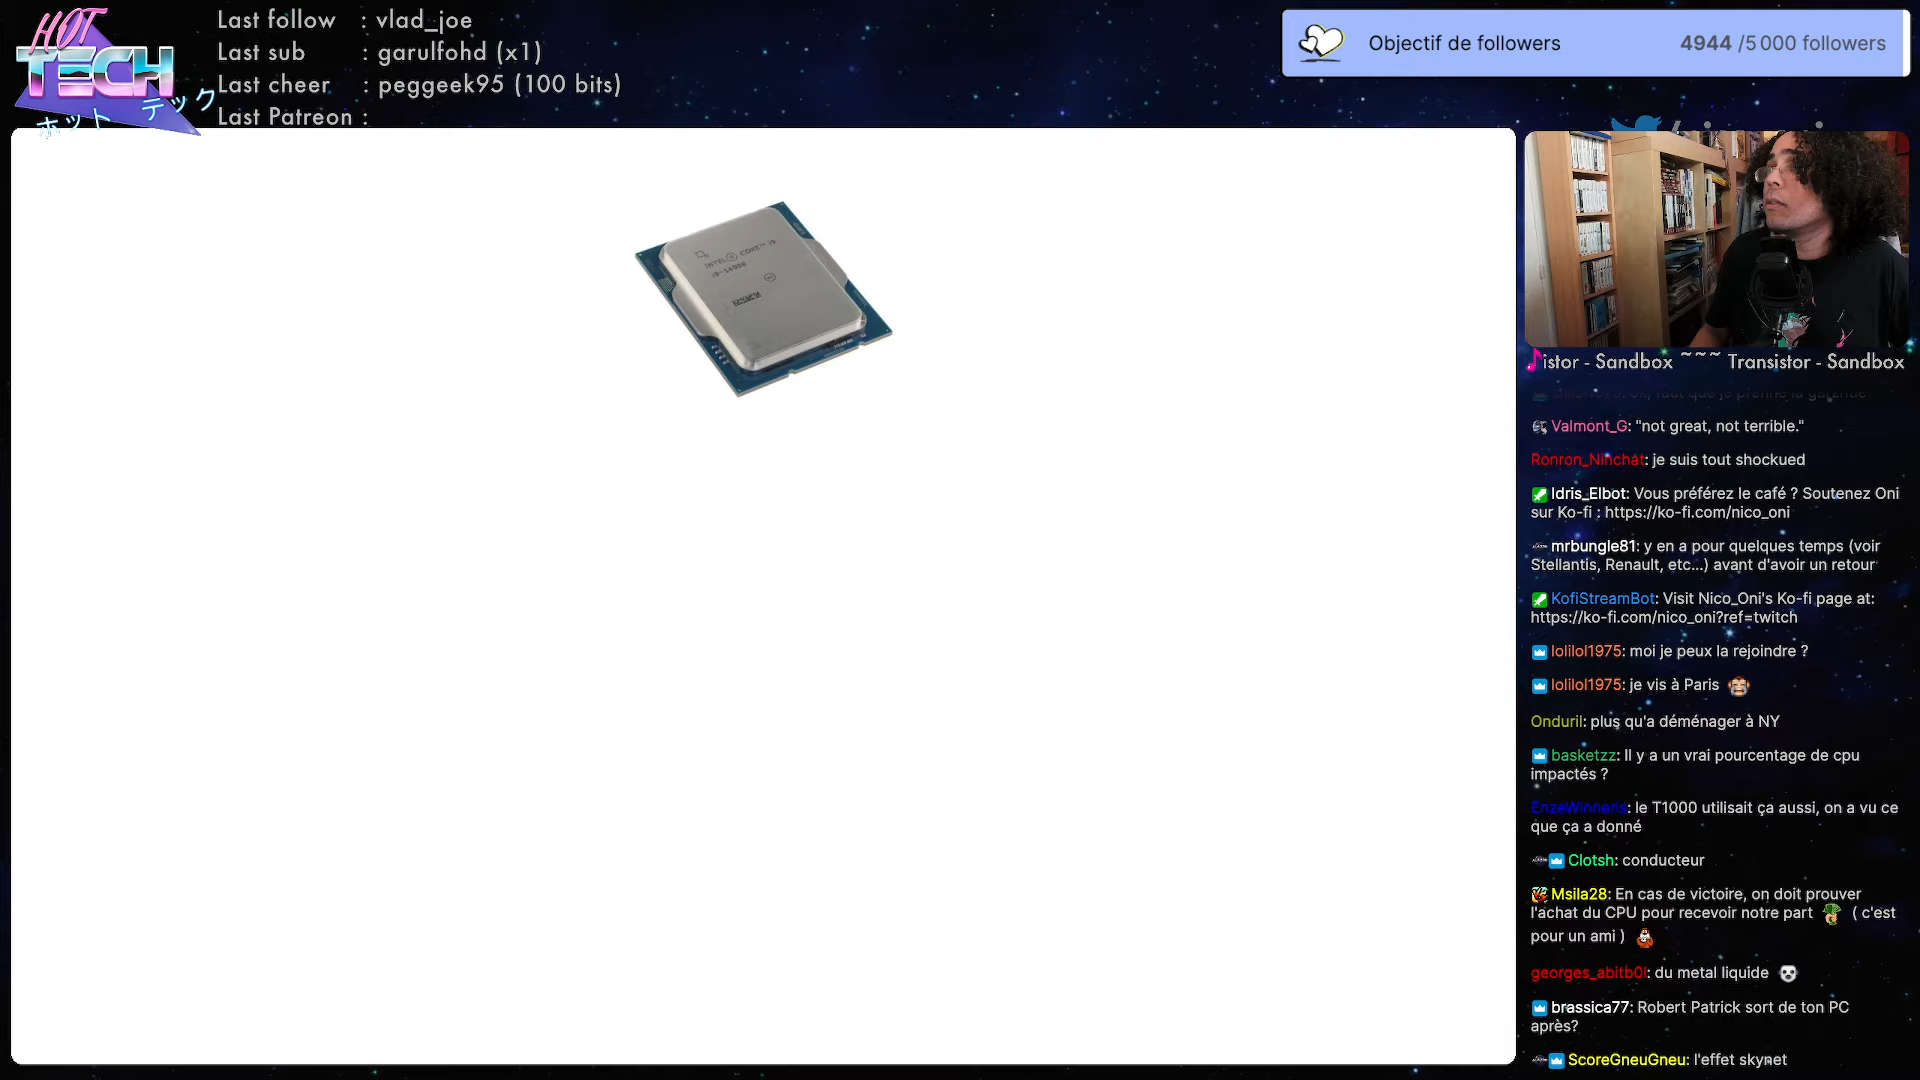 HOT
TECH
ホット テック
Last follow : vlad_joe
Last sub : garulfohd (x1)
Last cheer : peggeek95 (100 bits)
Last Patreon :
Objectif de followers
4944 /5 000 followers
INTEL® CORE™ i9
i9-14900
istor - Sandbox ~~~ Transistor - Sandbox
Valmont_G: "not great, not terrible."
Ronron_Ninchat: je suis tout shockued
Idris_Elbot: Vous préférez le café ? Soutenez Oni
sur Ko-fi : https://ko-fi.com/nico_oni
mrbungle81: y en a pour quelques temps (voir
Stellantis, Renault, etc...) avant d'avoir un retour
KofiStreamBot: Visit Nico_Oni's Ko-fi page at:
https://ko-fi.com/nico_oni?ref=twitch
lolilol1975: moi je peux la rejoindre ?
lolilol1975: je vis à Paris
Onduril: plus qu'a déménager à NY
basketzz: Il y a un vrai pourcentage de cpu
impactés ?
EnzeWinneris: le T1000 utilisait ça aussi, on a vu ce
que ça a donné
Clotsh: conducteur
Msila28: En cas de victoire, on doit prouver
l'achat du CPU pour recevoir notre part ( c'est
pour un ami )
georges_abitb0l: du metal liquide
brassica77: Robert Patrick sort de ton PC
après?
ScoreGneuGneu: l'effet skynet